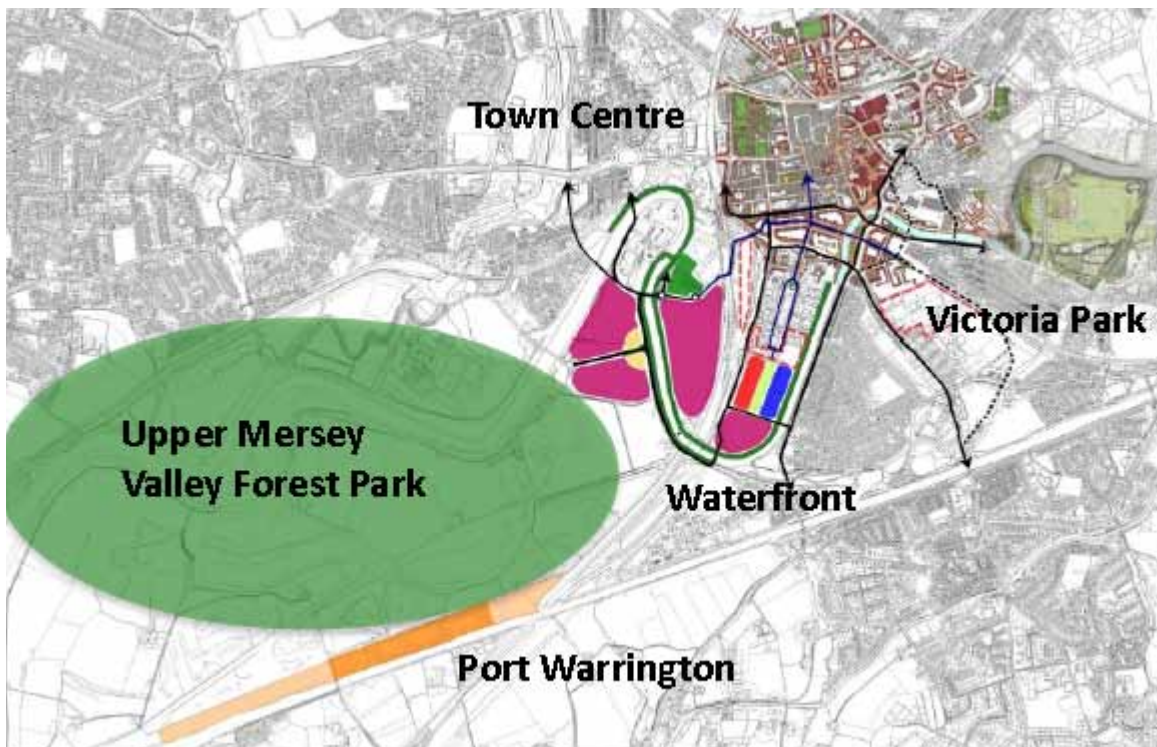 Town Centre
Victoria Park
Upper Mersey
Valley Forest Park
Waterfront
Port Warrington